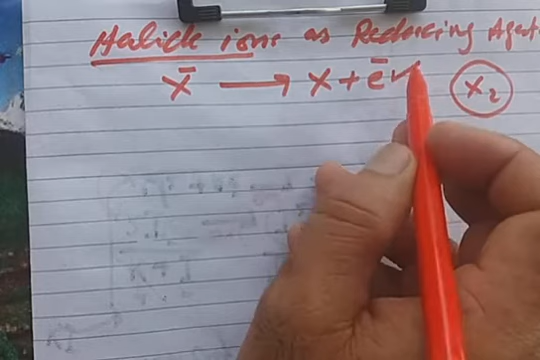 Halide ions as Reducing Agent
X̄ → X + ē ✓ X₂